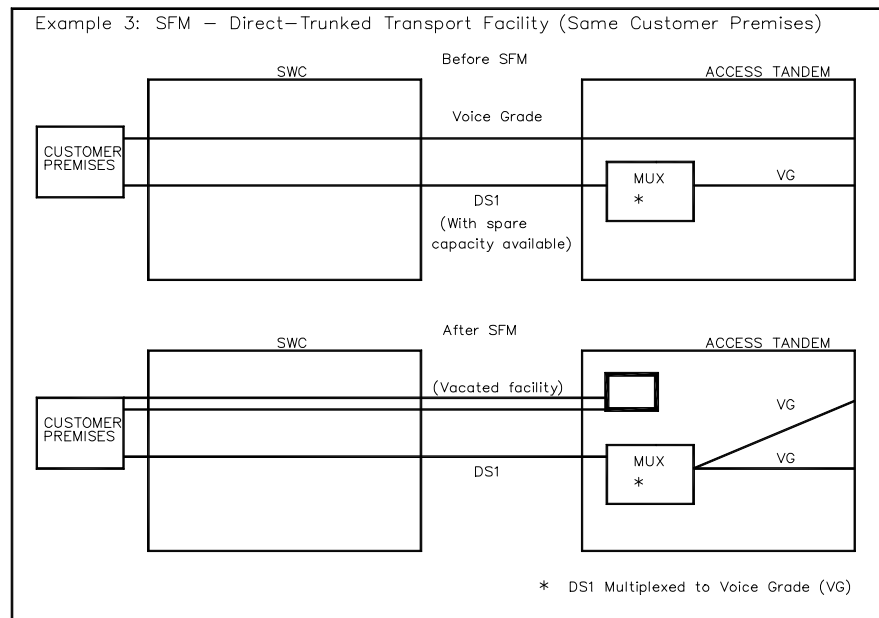 Example 3: SFM – Direct–Trunked Transport Facility (Same Customer Premises)
Before SFM
SWC
ACCESS TANDEM
Voice Grade
CUSTOMER
PREMISES
MUX
*
VG
DS1
(With spare
capacity available)
After SFM
SWC
ACCESS TANDEM
(Vacated facility)
VG
CUSTOMER
PREMISES
MUX
*
VG
DS1
* DS1 Multiplexed to Voice Grade (VG)